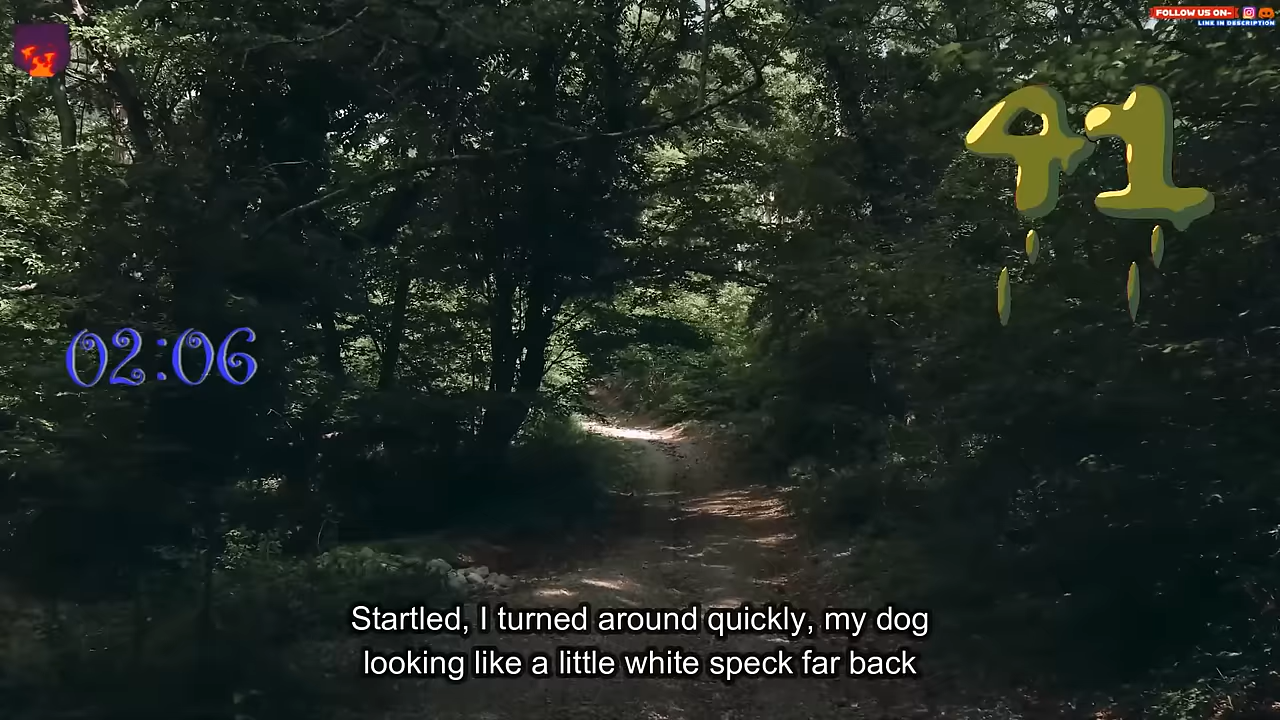 FOLLOW US ON-
LINK IN DESCRIPTION
41
02:06
Startled, I turned around quickly, my dog
looking like a little white speck far back